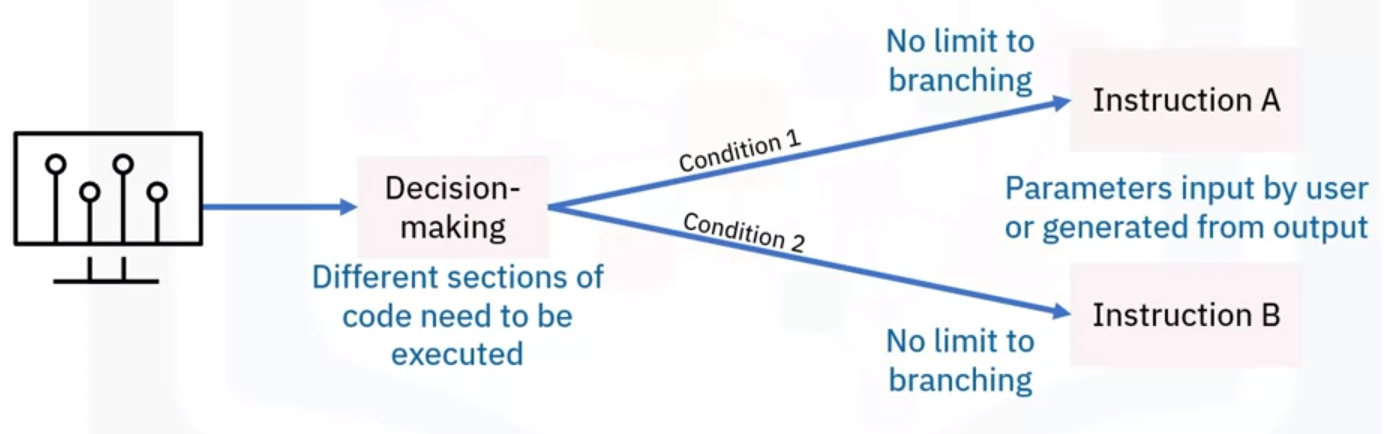 No limit to
branching
Instruction A
Condition 1
Decision-
making
Parameters input by user
or generated from output
Condition 2
Different sections of
code need to be
executed
Instruction B
No limit to
branching